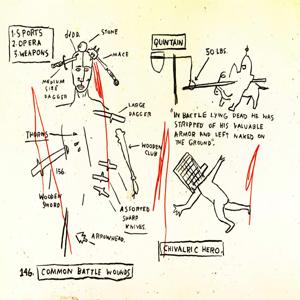 1. SPORTS
2. OPERA
3. WEAPONS
STONE
MACE
MEDIUM
SIZE
DAGGER
LARGE
DAGGER
THORNS
156.
WOODEN
CLUB
WOODEN
SWORD
ASSORTED
SHARP
KNIVES.
ARROWHEAD.
146. COMMON BATTLE WOUNDS
QUINTAIN
50 LBS.
"IN BACTLE LYING DEAD HE WAS
STRIPPED OF HIS VALUABLE
ARMOR AND LEFT NAKED ON
THE GROUND".
CHIVALRIC HERO.